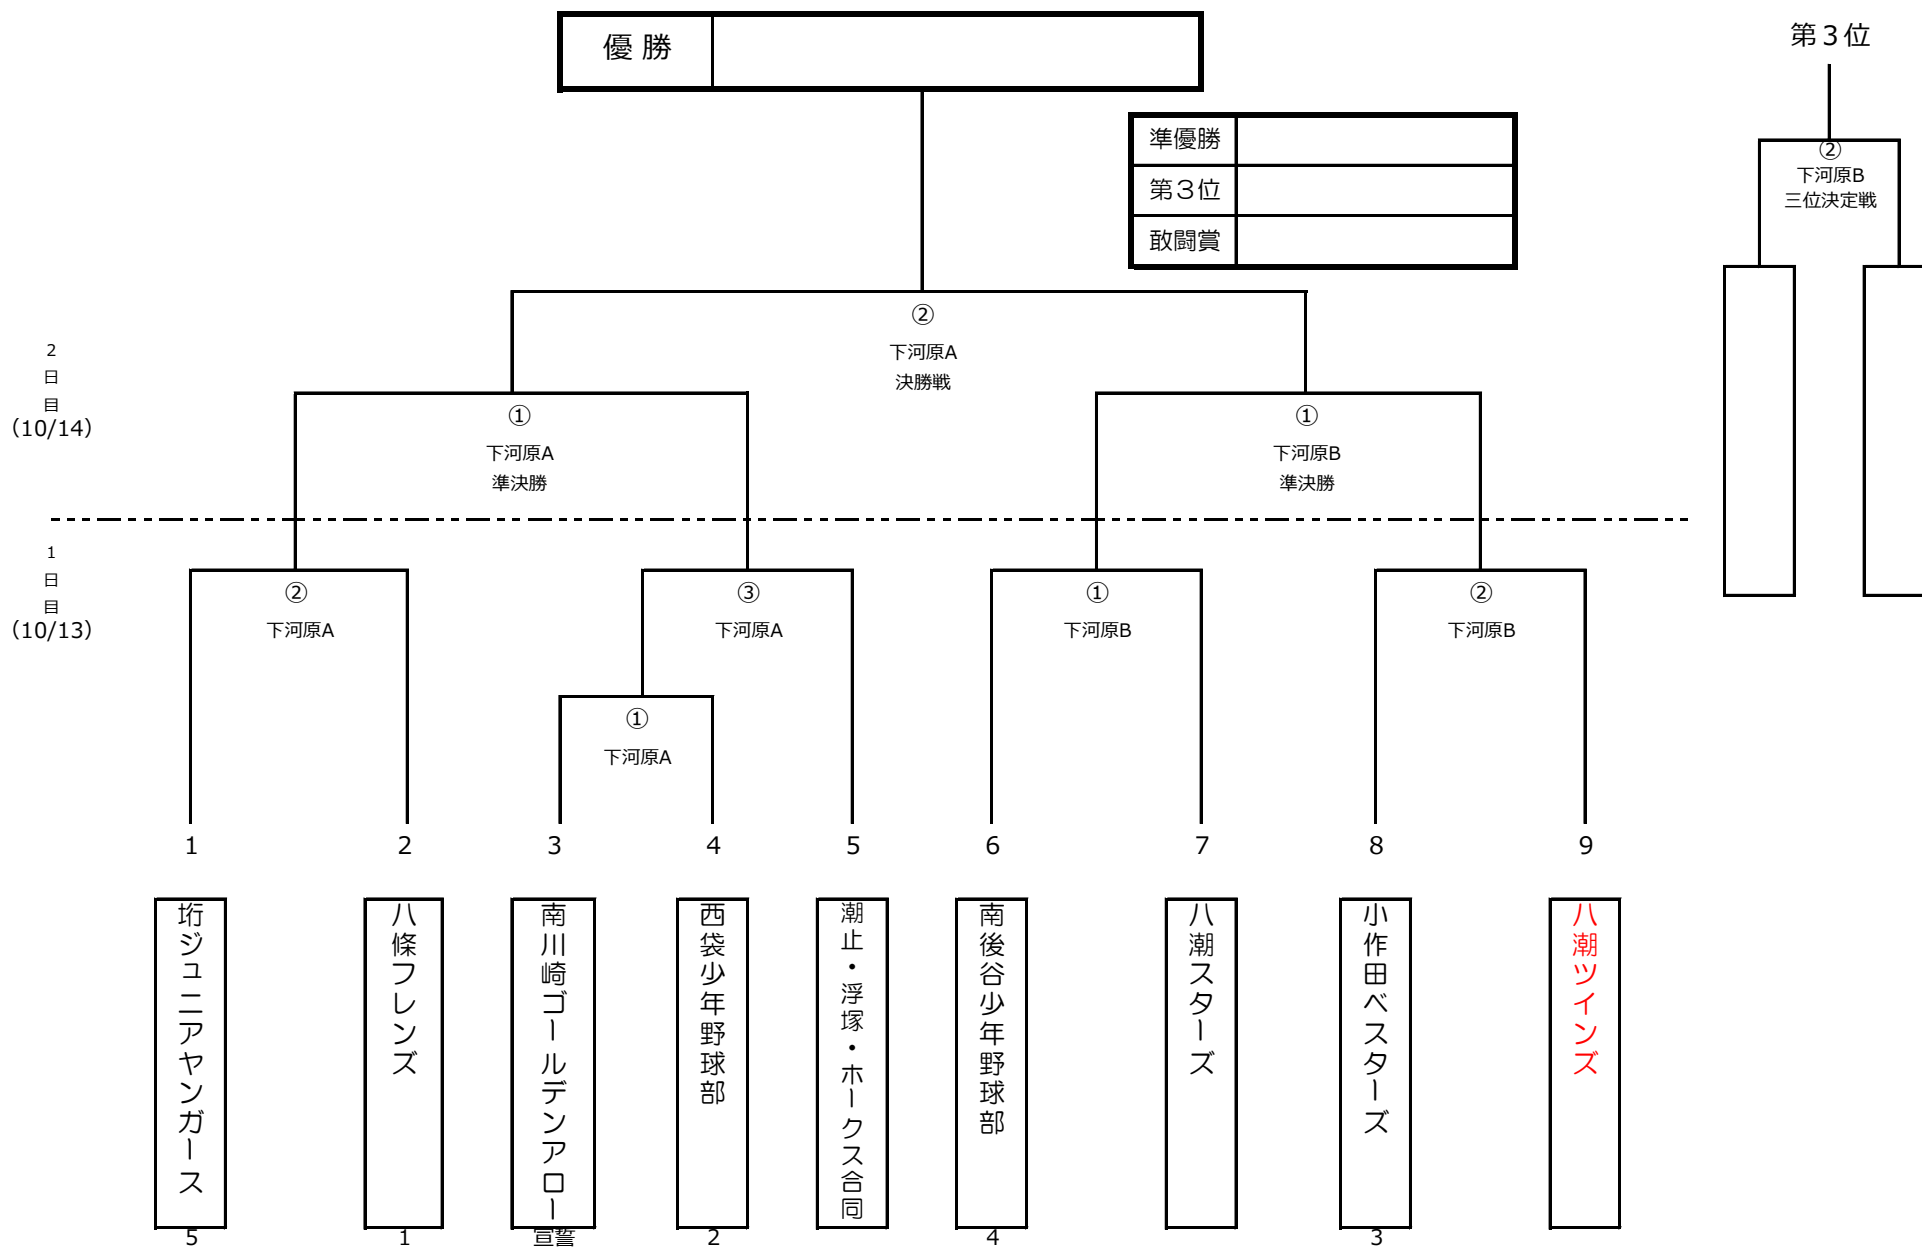 優 勝
第３位
準優勝
第３位
敢闘賞
②
下河原B
三位決定戦
②
下河原A
決勝戦
2
日
目
（10/14）
①
下河原A
準決勝
①
下河原B
準決勝
1
日
目
（10/13）
②
下河原A
③
下河原A
①
下河原B
②
下河原B
①
下河原A
1
2
3
4
5
6
7
8
9
垳ジュニアヤンガース
八條フレンズ
南川崎ゴールデンアロー
西袋少年野球部
潮止・浮塚・ホークス合同
南後谷少年野球部
八潮スターズ
小作田ベスターズ
八潮ツインズ
5
1
宣誓
2
4
3